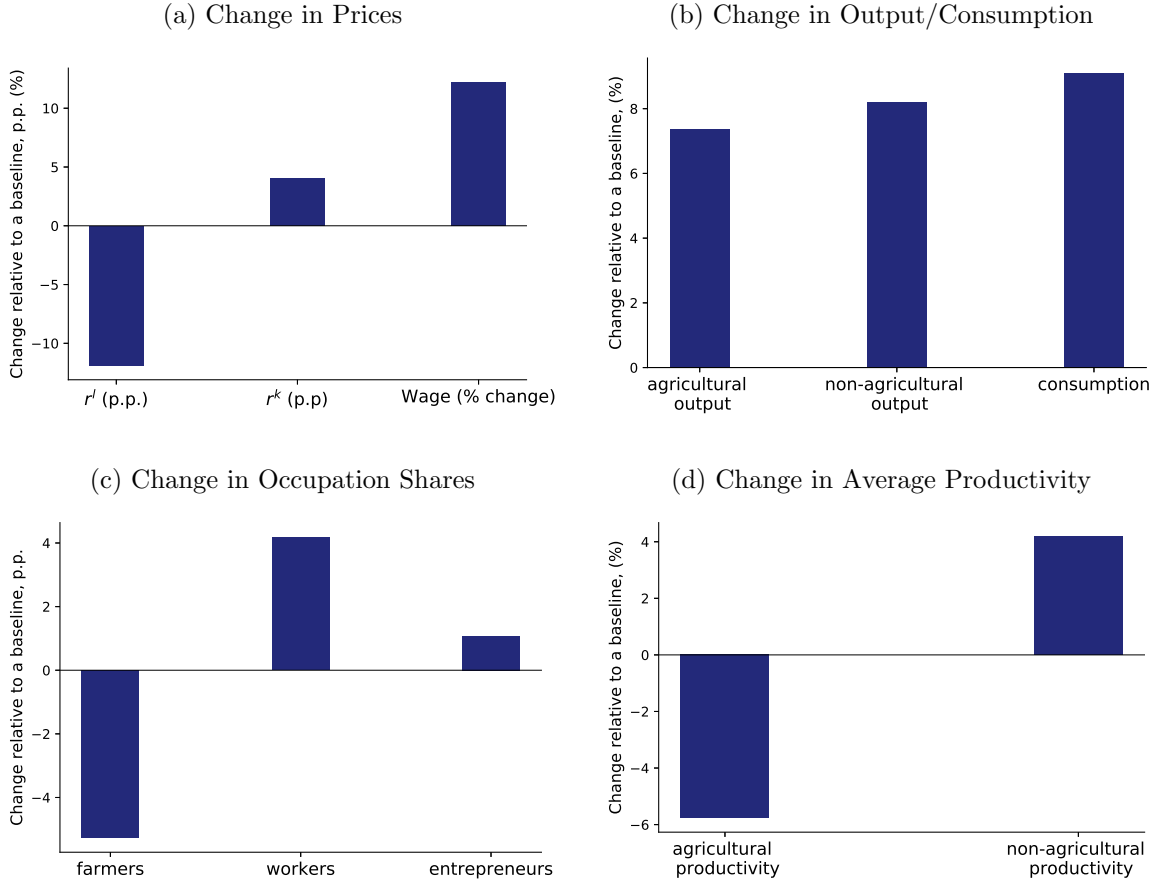 (a) Change in Prices
Change relative to a baseline, p.p. (%)
10
5
0
−5
−10
r^l (p.p.)
r^k (p.p)
Wage (% change)
(b) Change in Output/Consumption
Change relative to a baseline, (%)
8
6
4
2
0
agricultural
output
non-agricultural
output
consumption
(c) Change in Occupation Shares
Change relative to a baseline, p.p.
4
2
0
−2
−4
farmers
workers
entrepreneurs
(d) Change in Average Productivity
Change relative to a baseline, (%)
4
2
0
−2
−4
−6
agricultural
productivity
non-agricultural
productivity